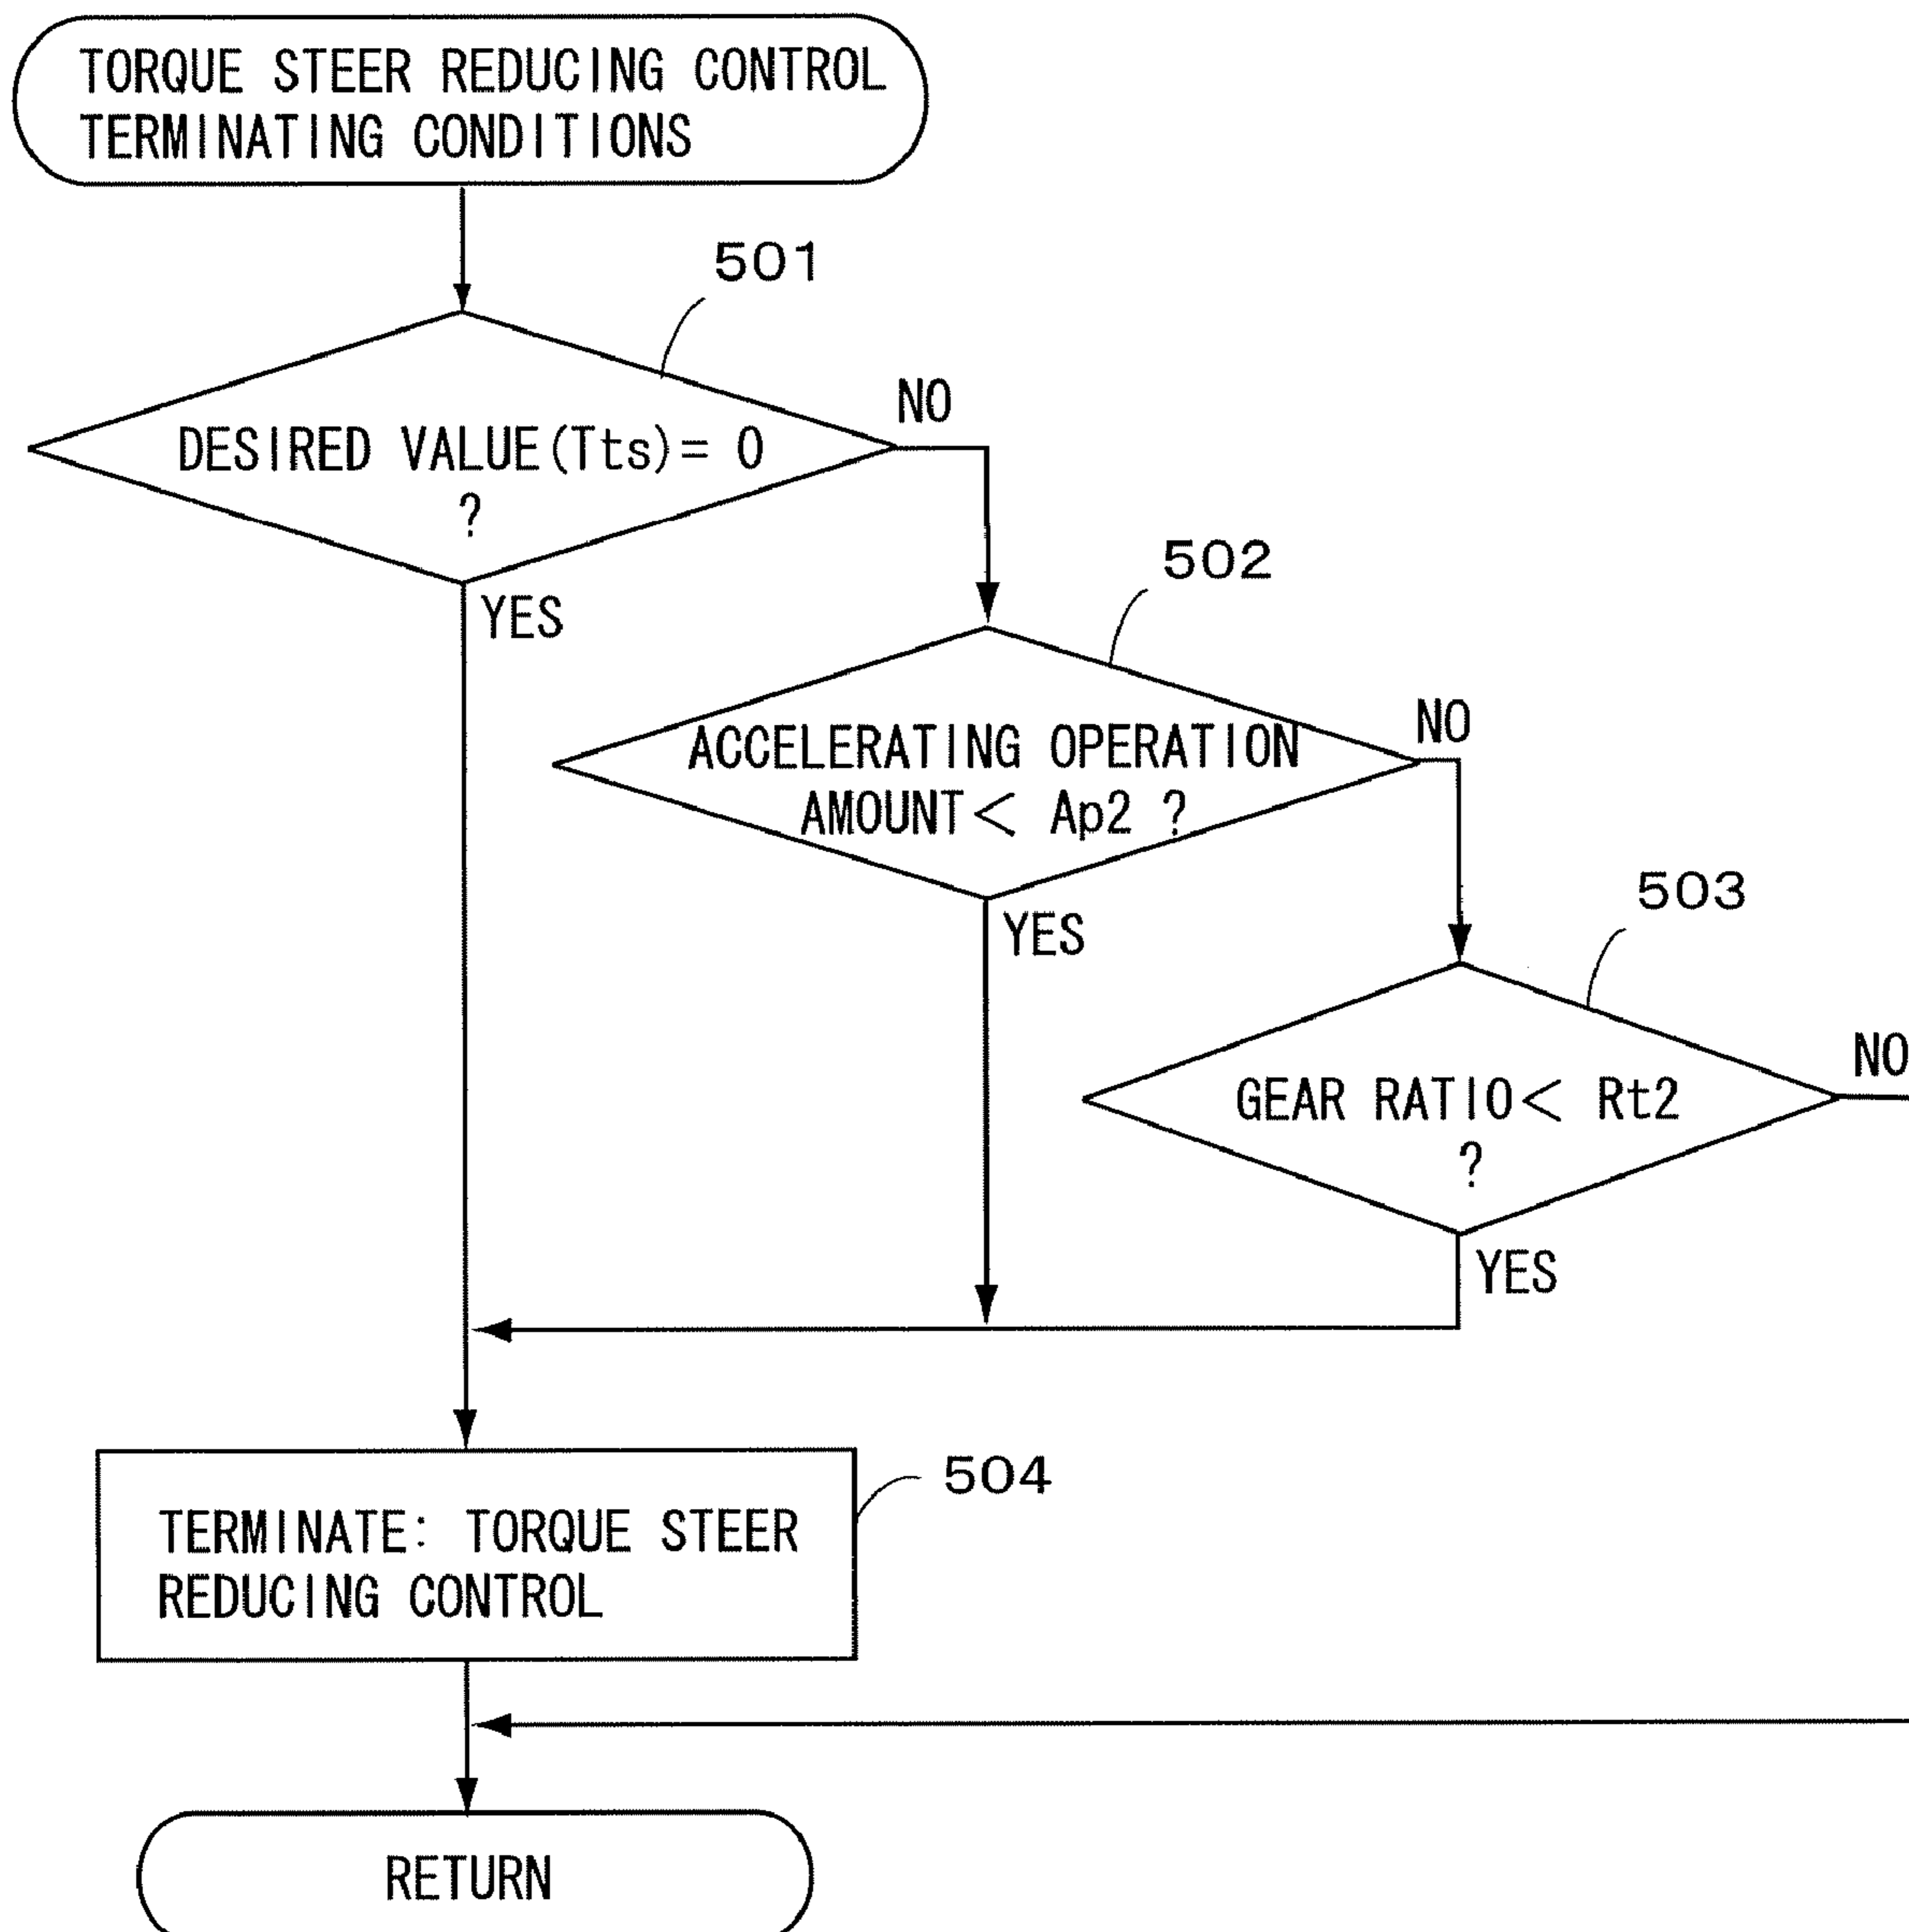 TORQUE STEER REDUCING CONTROL
TERMINATING CONDITIONS
501
NO
DESIRED VALUE(Tts)= 0
?
YES
502
NO
ACCELERATING OPERATION
AMOUNT< Ap2 ?
YES
503
NO
GEAR RATIO< Rt2
?
YES
504
TERMINATE: TORQUE STEER
REDUCING CONTROL
RETURN